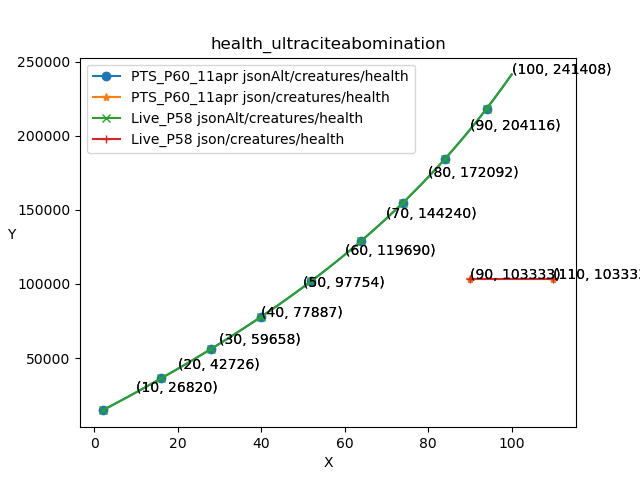 health_ultraciteabomination
PTS_P60_11apr jsonAlt/creatures/health
PTS_P60_11apr json/creatures/health
Live_P58 jsonAlt/creatures/health
Live_P58 json/creatures/health
250000
200000
150000
100000
50000
Y
(100, 241408)
(90, 204116)
(80, 172092)
(70, 144240)
(60, 119690)
(90, 103333)
(110, 103333
(50, 97754)
(40, 77887)
(30, 59658)
(20, 42726)
(10, 26820)
0 20 40 60 80 100
X